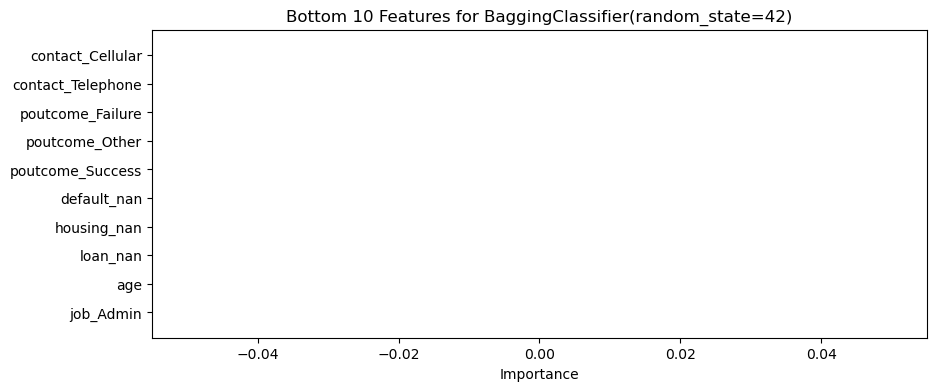 Bottom 10 Features for BaggingClassifier(random_state=42)
contact_Cellular
contact_Telephone
poutcome_Failure
poutcome_Other
poutcome_Success
default_nan
housing_nan
loan_nan
age
job_Admin
−0.04 −0.02 0.00 0.02 0.04
Importance